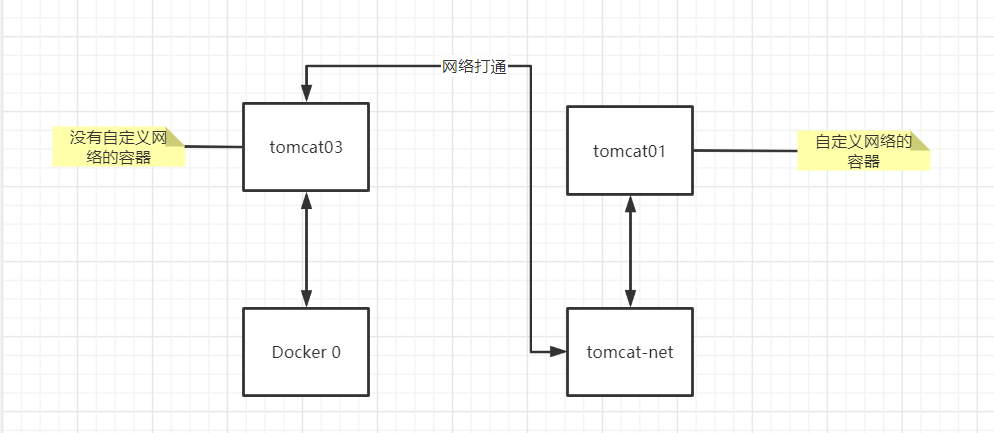 网络打通
没有自定义网
络的容器
tomcat03
tomcat01
自定义网络的
容器
Docker 0
tomcat-net